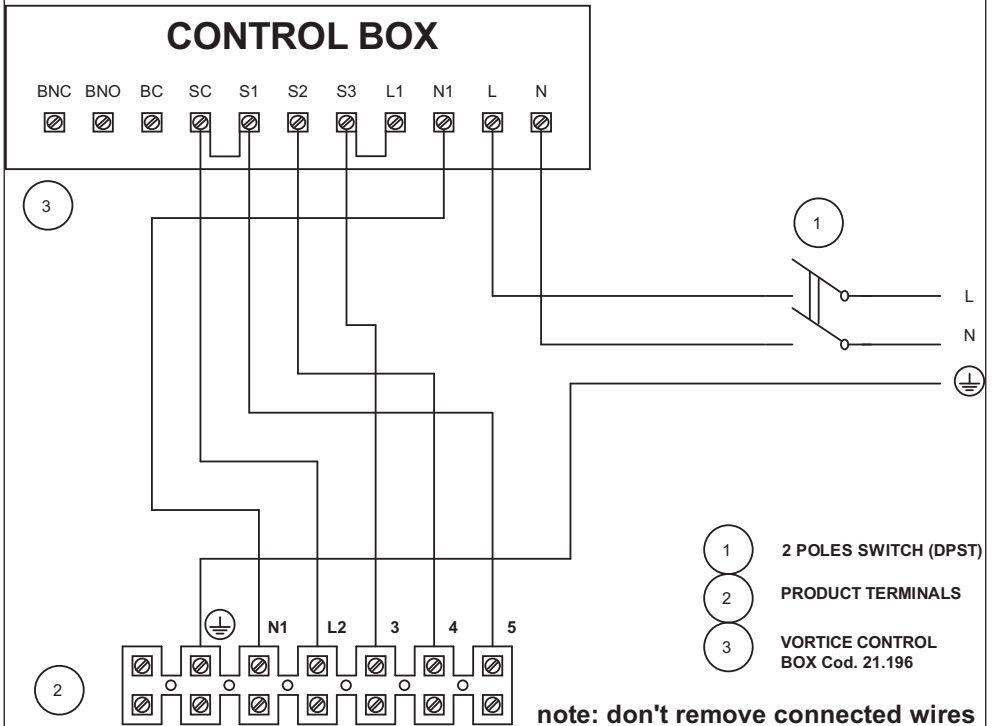 CONTROL BOX
BNC BNO BC SC S1 S2 S3 L1 N1 L N
3
1
L
N
1 2 POLES SWITCH (DPST)
2 PRODUCT TERMINALS
3 VORTICE CONTROL
BOX Cod. 21.196
N1 L2 3 4 5
2
note: don't remove connected wires